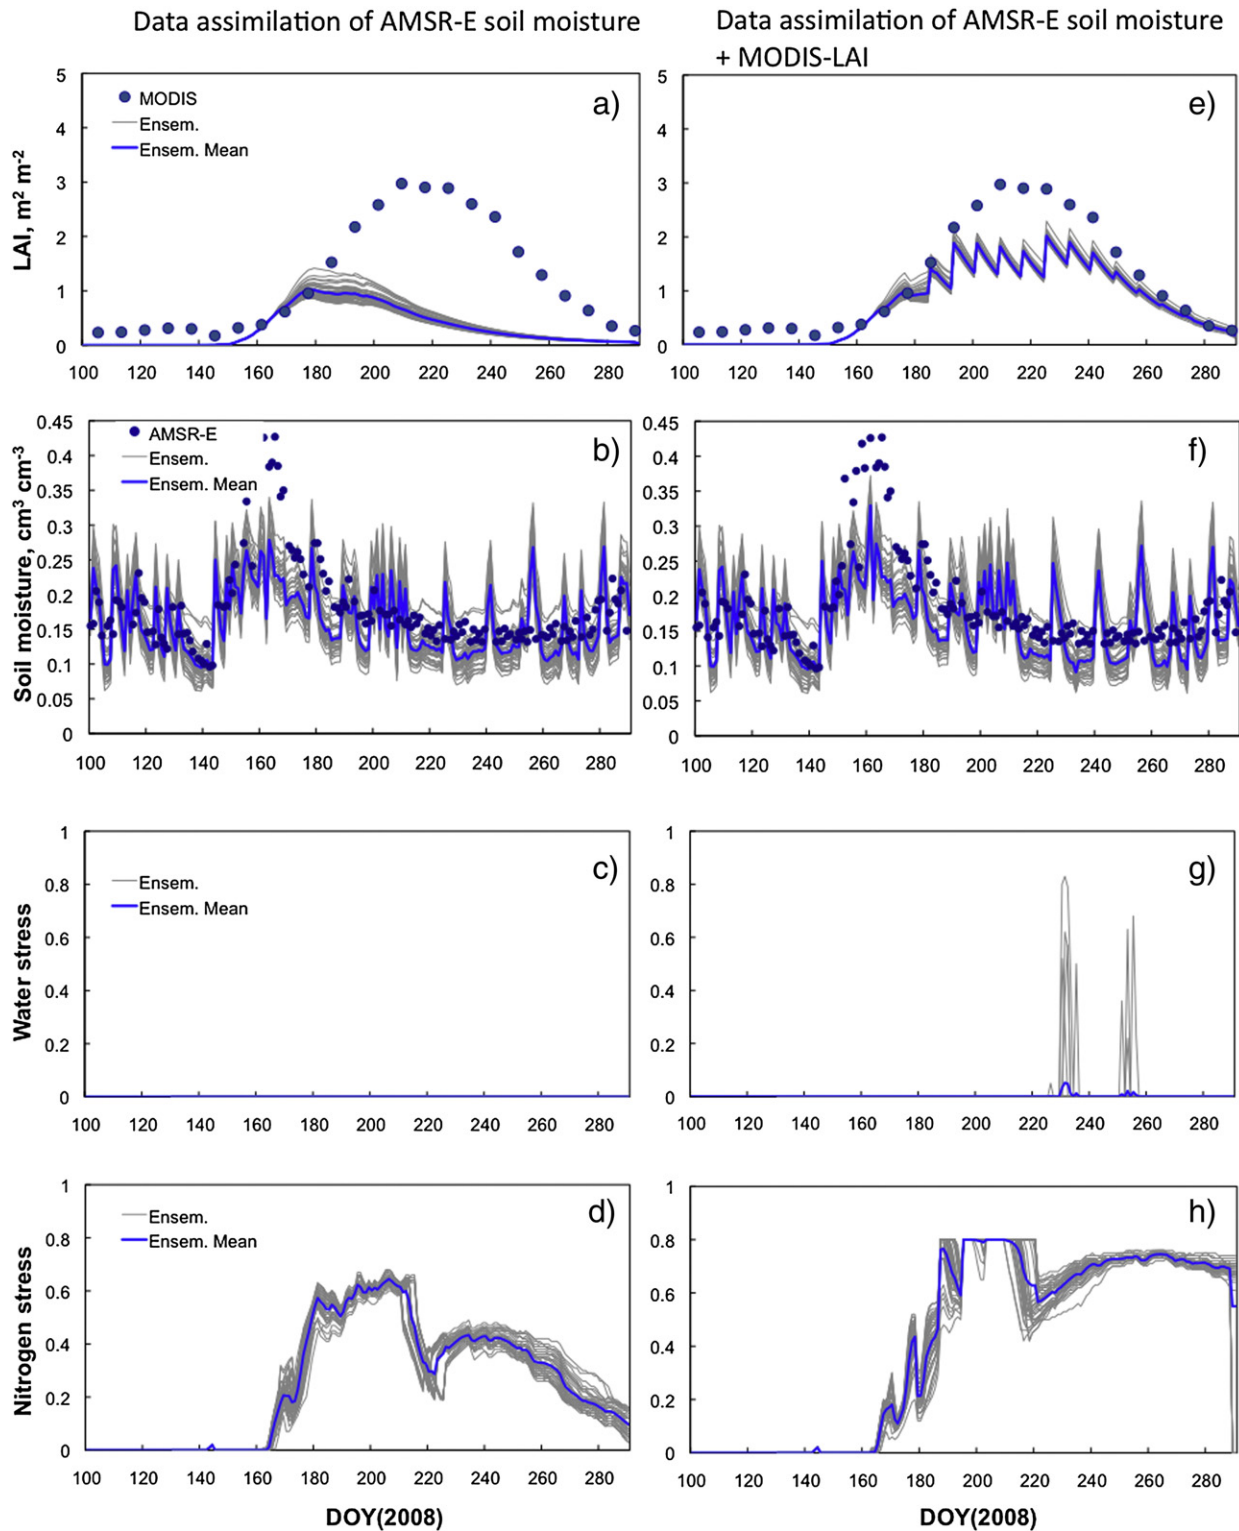 Data assimilation of AMSR-E soil moisture
Data assimilation of AMSR-E soil moisture
+ MODIS-LAI
LAI, m² m⁻²
5
4
3
2
1
0
MODIS
Ensem.
Ensem. Mean
a)
100 120 140 160 180 200 220 240 260 280
5
4
3
2
1
0
e)
100 120 140 160 180 200 220 240 260 280
Soil moisture, cm³ cm⁻³
0.45
0.4
0.35
0.3
0.25
0.2
0.15
0.1
0.05
0
AMSR-E
Ensem.
Ensem. Mean
b)
100 120 140 160 180 200 220 240 260 280
0.45
0.4
0.35
0.3
0.25
0.2
0.15
0.1
0.05
0
f)
100 120 140 160 180 200 220 240 260 280
Water stress
1
0.8
0.6
0.4
0.2
0
Ensem.
Ensem. Mean
c)
100 120 140 160 180 200 220 240 260 280
1
0.8
0.6
0.4
0.2
0
g)
100 120 140 160 180 200 220 240 260 280
Nitrogen stress
1
0.8
0.6
0.4
0.2
0
Ensem.
Ensem. Mean
d)
100 120 140 160 180 200 220 240 260 280
DOY(2008)
1
0.8
0.6
0.4
0.2
0
h)
100 120 140 160 180 200 220 240 260 280
DOY(2008)